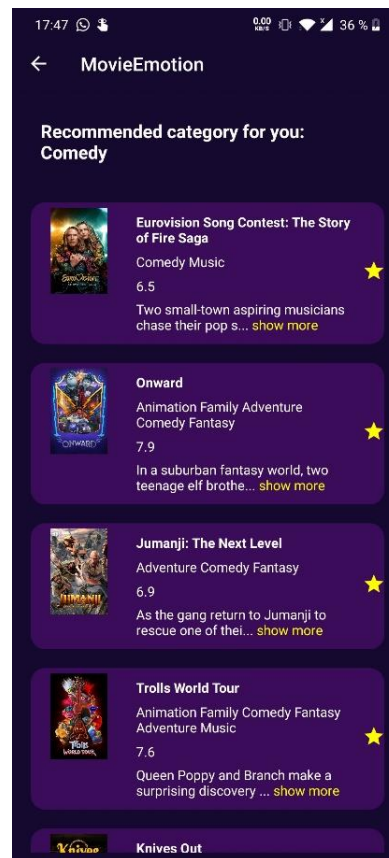 17:47
0.00
KB/S
36 %
MovieEmotion
Recommended category for you:
Comedy
Eurovision Song Contest: The Story
of Fire Saga
Comedy Music
6.5
Two small-town aspiring musicians
chase their pop s... show more
ONWARD
Onward
Animation Family Adventure
Comedy Fantasy
7.9
In a suburban fantasy world, two
teenage elf brothe... show more
JUMANJI
Jumanji: The Next Level
Adventure Comedy Fantasy
6.9
As the gang return to Jumanji to
rescue one of thei... show more
Trolls
WORLD TOUR
Trolls World Tour
Animation Family Comedy Fantasy
Adventure Music
7.6
Queen Poppy and Branch make a
surprising discovery ... show more
Knives
Knives Out